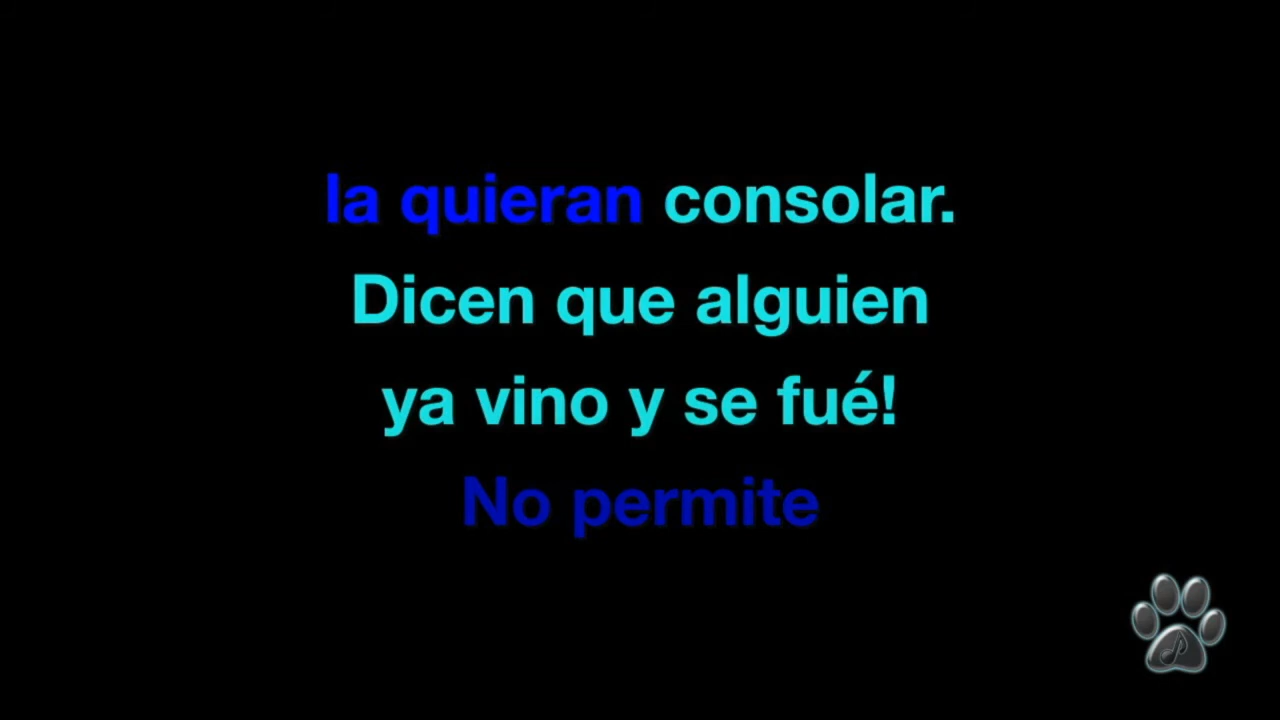 la quieran consolar.
Dicen que alguien
ya vino y se fué!
No permite